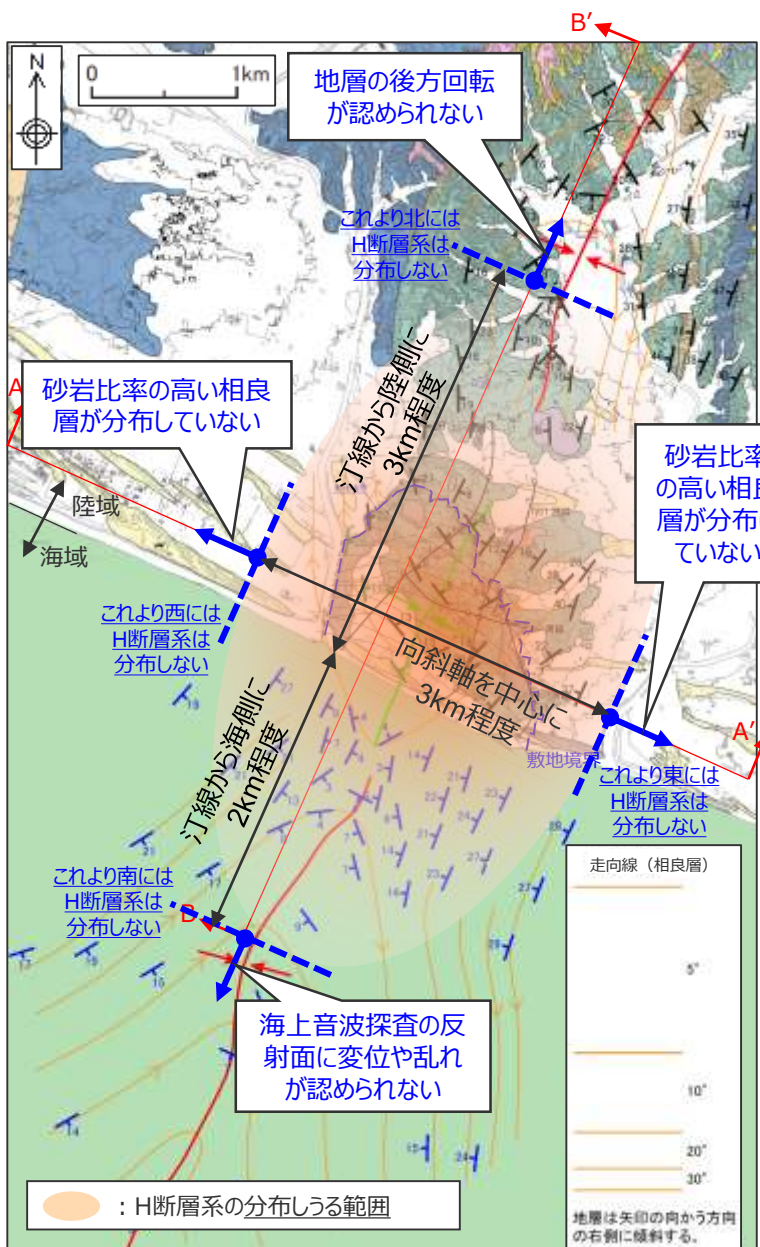 B′
N
0
1km
地層の後方回転
が認められない
これより北には
H断層系は
分布しない
A
砂岩比率の高い相良
層が分布していない
汀線から陸側に
3km程度
砂岩比率
の高い相良
層が分布
ていない
陸域
海域
これより西には
H断層系は
分布しない
向斜軸を中心に
3km程度
A′
敷地境界
汀線から海側に
2km程度
これより東には
H断層系は
分布しない
これより南には
H断層系は
分布しない
B
走向線（相良層）
5°
10°
20°
30°
地層は矢印の向かう方向
の右側に傾斜する。
海上音波探査の反
射面に変位や乱れ
が認められない
：H断層系の分布しうる範囲